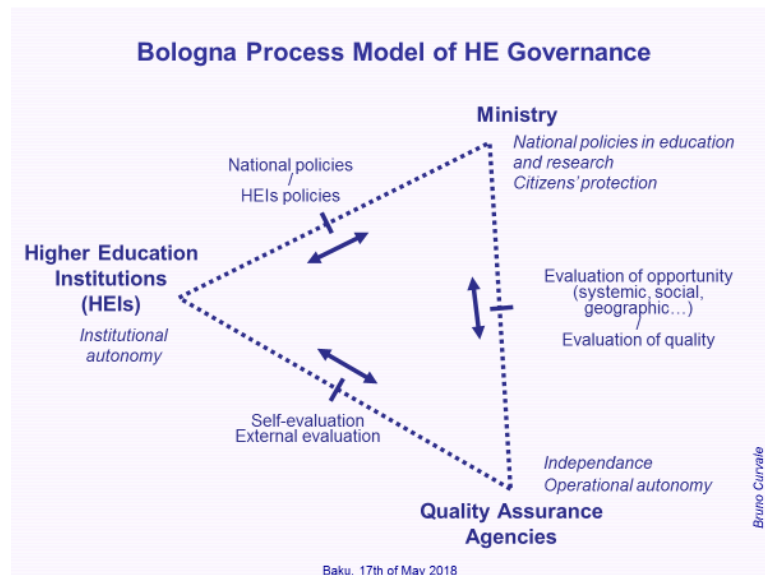 Bologna Process Model of HE Governance
Ministry
National policies in education
and research
Citizens’ protection
National policies
/
HEIs policies
Higher Education
Institutions
(HEIs)
Institutional
autonomy
Evaluation of opportunity
(systemic, social,
geographic…)
/
Evaluation of quality
Self-evaluation
External evaluation
Independance
Operational autonomy
Quality Assurance
Agencies
Bruno Curvale
Baku, 17th of May 2018